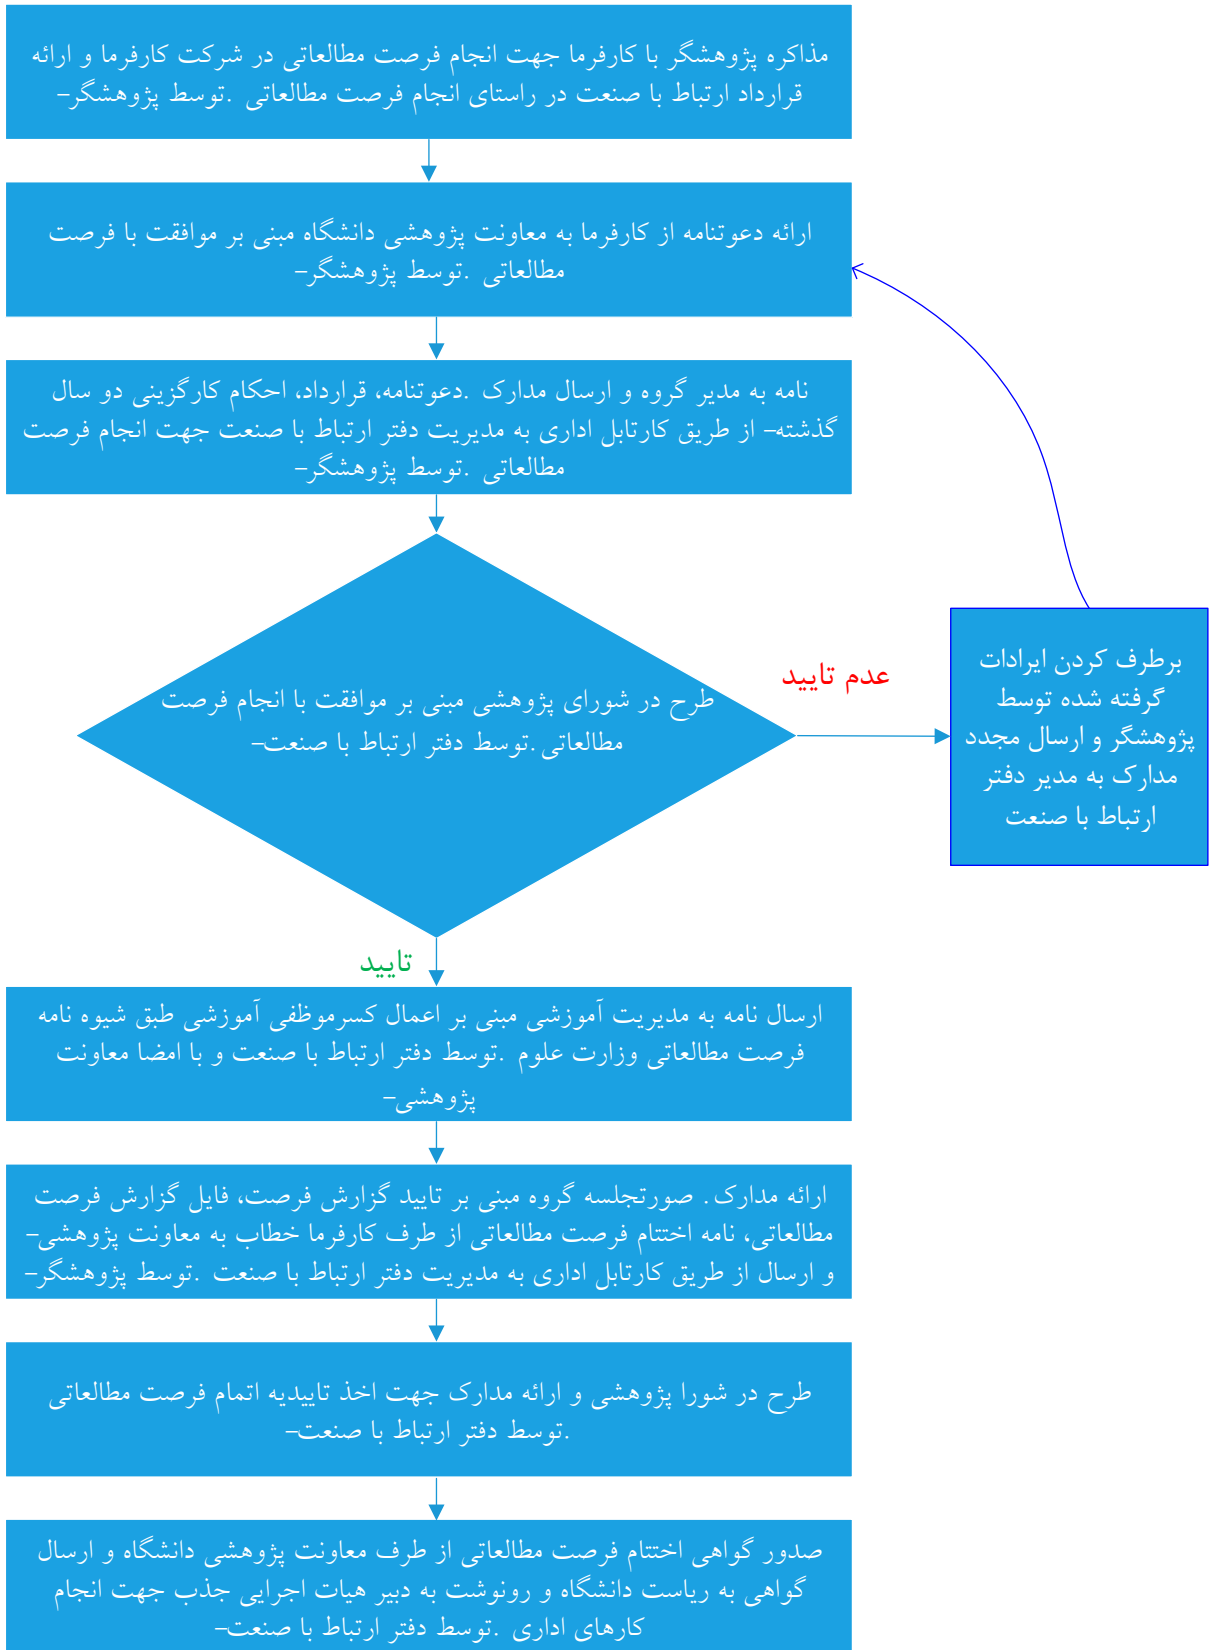 مذاکره پژوهشگر با کارفرما جهت انجام فرصت مطالعاتی در شرکت کارفرما و ارائه
قرارداد ارتباط با صنعت در راستای انجام فرصت مطالعاتی .توسط پژوهشگر-
ارائه دعوتنامه از کارفرما به معاونت پژوهشی دانشگاه مبنی بر موافقت با فرصت
مطالعاتی .توسط پژوهشگر-
نامه به مدیر گروه و ارسال مدارک .دعوتنامه، قرارداد، احکام کارگزینی دو سال
گذشته- از طریق کارتابل اداری به مدیریت دفتر ارتباط با صنعت جهت انجام فرصت
مطالعاتی .توسط پژوهشگر-
طرح در شورای پژوهشی مبنی بر موافقت با انجام فرصت
مطالعاتی .توسط دفتر ارتباط با صنعت-
عدم تایید
برطرف کردن ایرادات
گرفته شده توسط
پژوهشگر و ارسال مجدد
مدارک به مدیر دفتر
ارتباط با صنعت
تایید
ارسال نامه به مدیریت آموزشی مبنی بر اعمال کسرموظفی آموزشی طبق شیوه نامه
فرصت مطالعاتی وزارت علوم .توسط دفتر ارتباط با صنعت و با امضا معاونت
پژوهشی-
ارائه مدارک. صورتجلسه گروه مبنی بر تایید گزارش فرصت، فایل گزارش فرصت
مطالعاتی، نامه اختتام فرصت مطالعاتی از طرف کارفرما خطاب به معاونت پژوهشی-
و ارسال از طریق کارتابل اداری به مدیریت دفتر ارتباط با صنعت .توسط پژوهشگر-
طرح در شورا پژوهشی و ارائه مدارک جهت اخذ تاییدیه اتمام فرصت مطالعاتی
.توسط دفتر ارتباط با صنعت-
صدور گواهی اختتام فرصت مطالعاتی از طرف معاونت پژوهشی دانشگاه و ارسال
گواهی به ریاست دانشگاه و رونوشت به دبیر هیات اجرایی جذب جهت انجام
کارهای اداری .توسط دفتر ارتباط با صنعت-